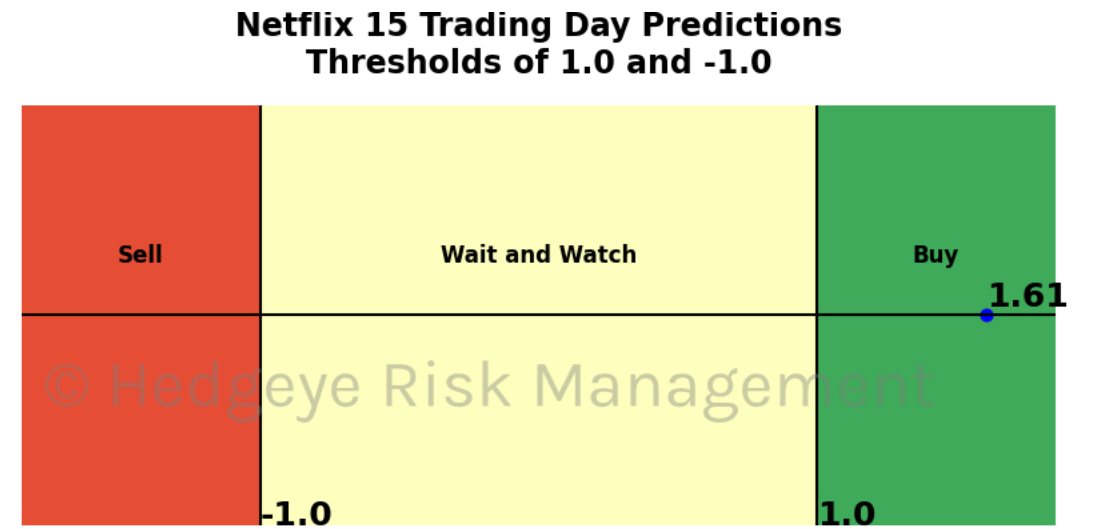 Netflix 15 Trading Day Predictions
Thresholds of 1.0 and -1.0
Sell
Wait and Watch
Buy
1.61
© Hedgeye Risk Management
-1.0
1.0